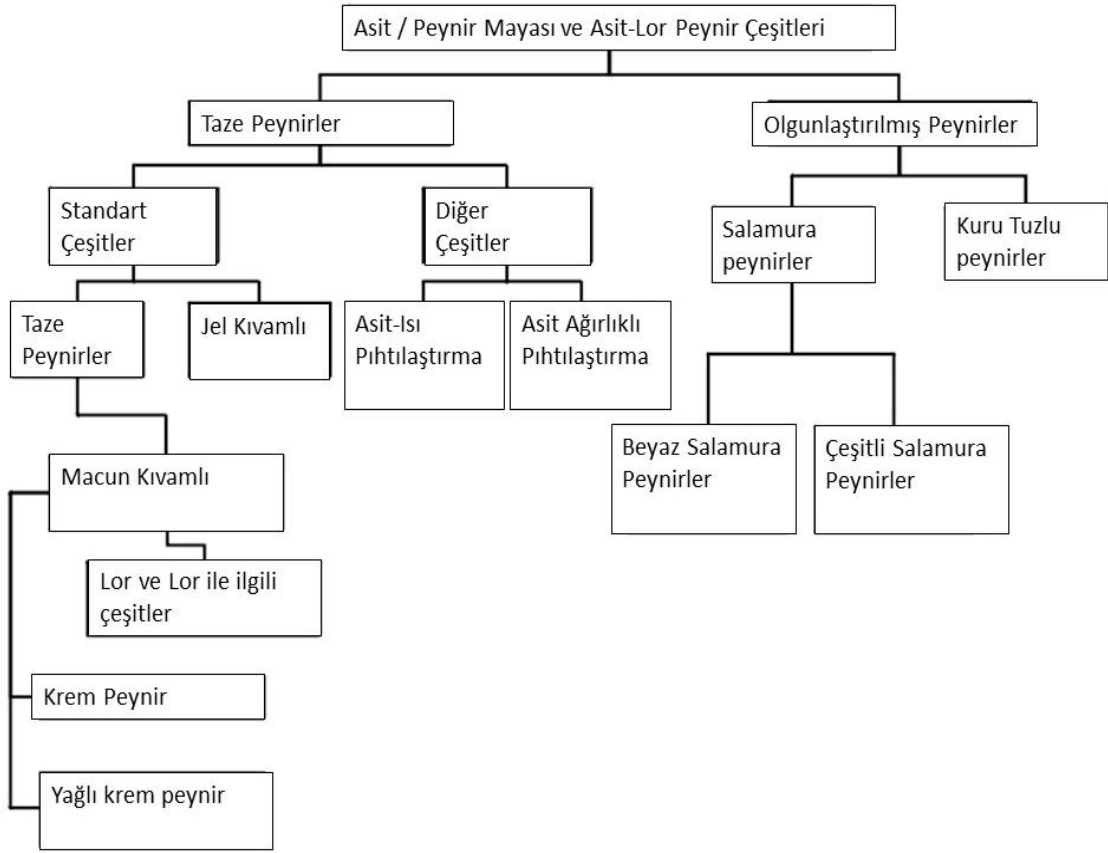 Asit / Peynir Mayası ve Asit-Lor Peynir Çeşitleri
Taze Peynirler
Olgunlaştırılmış Peynirler
Standart
Çeşitler
Diğer
Çeşitler
Salamura
peynirler
Kuru Tuzlu
peynirler
Taze
Peynirler
Jel Kıvamlı
Asit-Isı
Pıhtılaştırma
Asit Ağırlıklı
Pıhtılaştırma
Beyaz Salamura
Peynirler
Çeşitli Salamura
Peynirler
Macun Kıvamlı
Lor ve Lor ile ilgili
çeşitler
Krem Peynir
Yağlı krem peynir